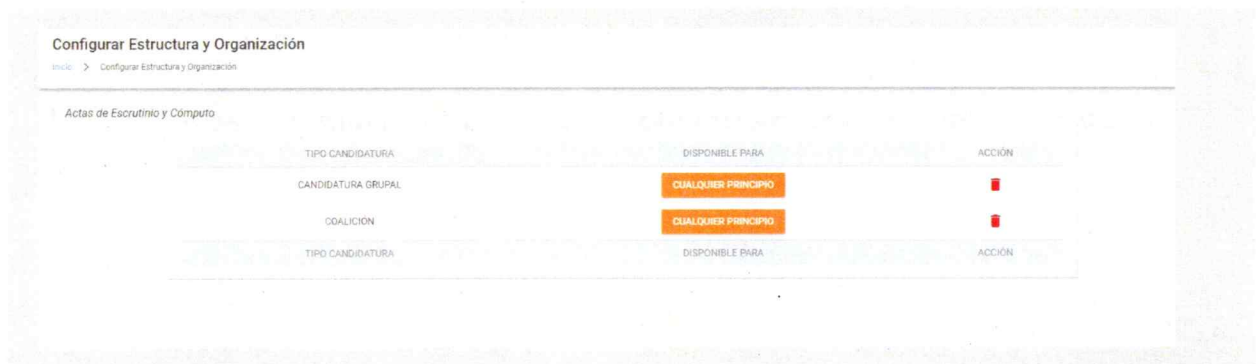 Configurar Estructura y Organización
Inicio > Configurar Estructura y Organización
Actas de Escrutinio y Cómputo
TIPO CANDIDATURA DISPONIBLE PARA ACCIÓN
CANDIDATURA GRUPAL CUALQUIER PRINCIPIO
COALICIÓN CUALQUIER PRINCIPIO
TIPO CANDIDATURA DISPONIBLE PARA ACCIÓN